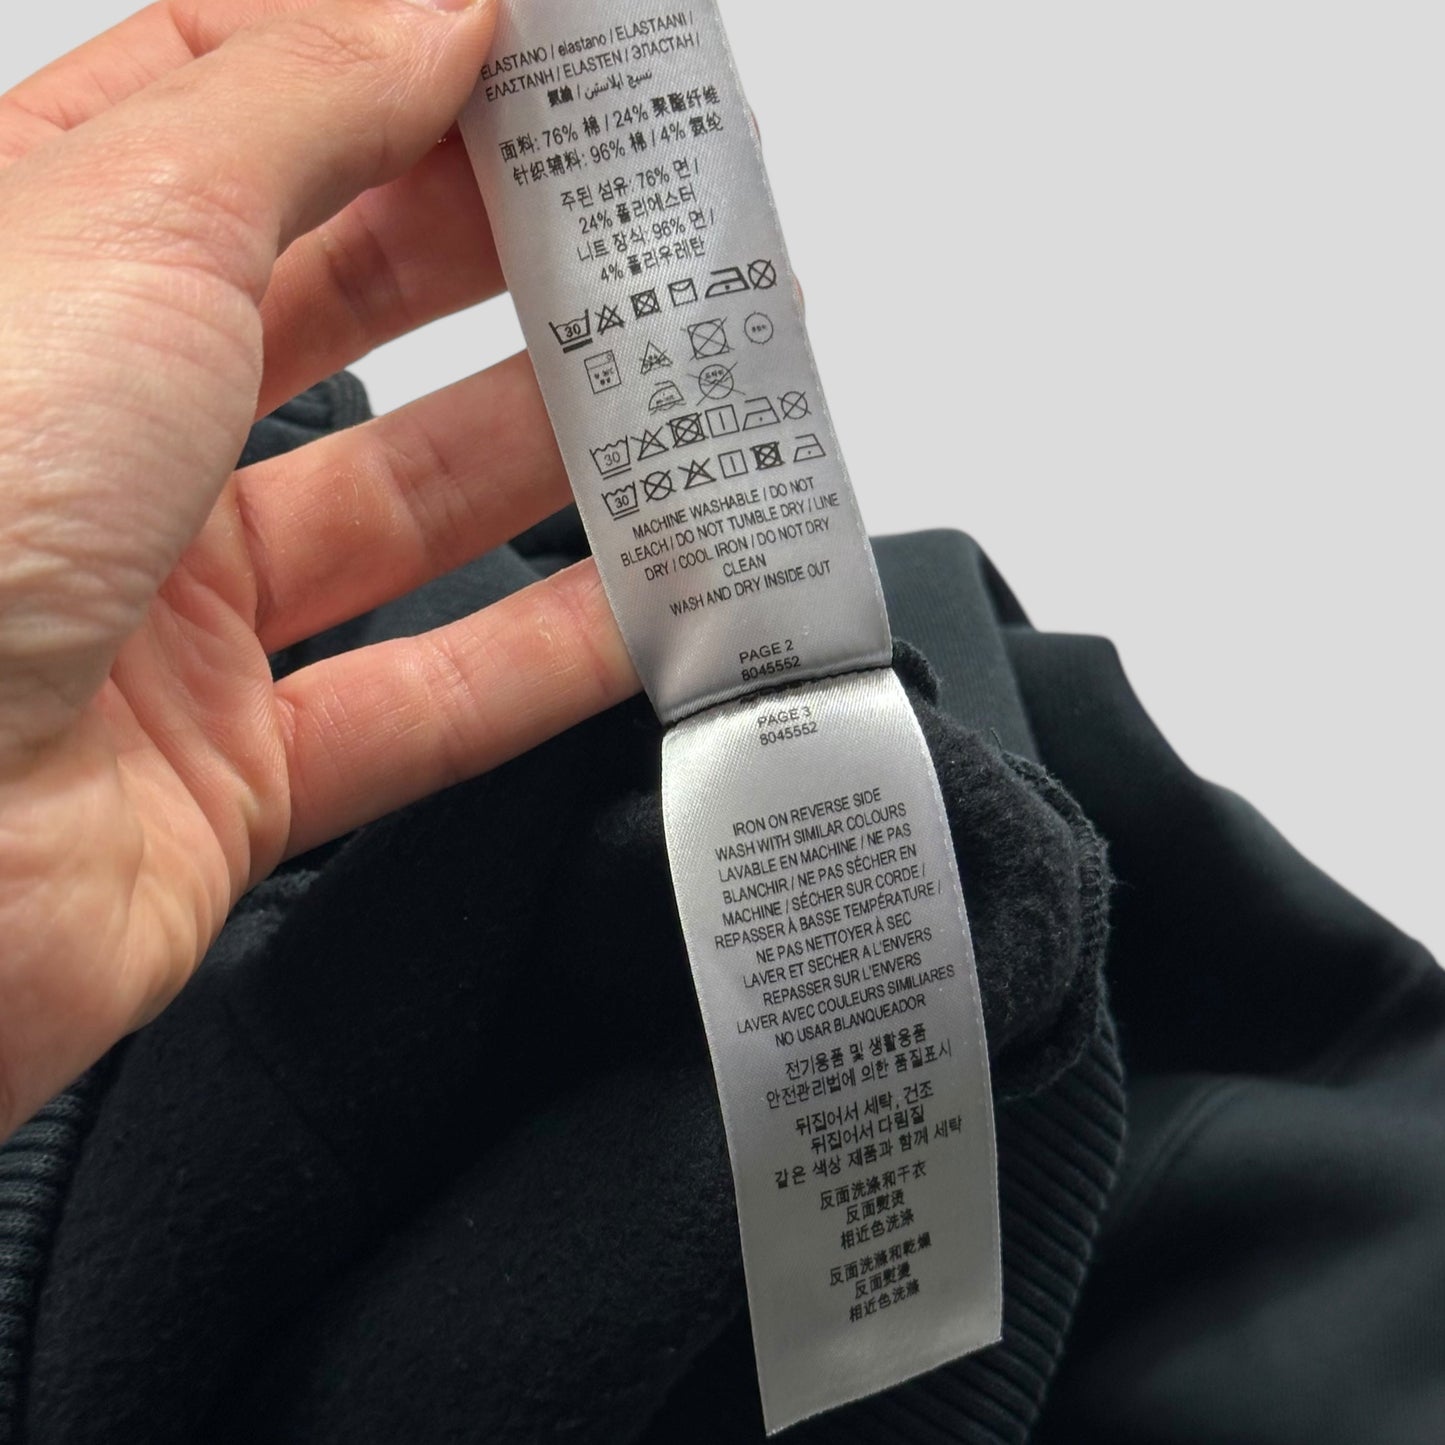 ELASTANO / elastano / ELASTAANI /
ΕΛΑΣΤΑΝΗ / ELASTEN / ЭЛАСТАН /
氨綸 / نسيج ايلاستين
面料: 76% 棉 / 24% 聚酯纤维
针织辅料: 96% 棉 / 4% 氨纶
주된 섬유: 76% 면 /
24% 폴리에스터
니트 장식: 96% 면 /
4% 폴리우레탄
30
30
30
MACHINE WASHABLE / DO NOT
BLEACH / DO NOT TUMBLE DRY / LINE
DRY / COOL IRON / DO NOT DRY
CLEAN
WASH AND DRY INSIDE OUT
PAGE 2
8045552
PAGE 3
8045552
IRON ON REVERSE SIDE
WASH WITH SIMILAR COLOURS
LAVABLE EN MACHINE / NE PAS
BLANCHIR / NE PAS SÉCHER EN
MACHINE / SÉCHER SUR CORDE /
REPASSER À BASSE TEMPÉRATURE /
NE PAS NETTOYER À SEC
LAVER ET SECHER A L'ENVERS
REPASSER SUR L'ENVERS
LAVER AVEC COULEURS SIMILIARES
NO USAR BLANQUEADOR
전기용품 및 생활용품
안전관리법에 의한 품질표시
뒤집어서 세탁, 건조
뒤집어서 다림질
같은 색상 제품과 함께 세탁
反面洗涤和干衣
反面熨烫
相近色洗涤
反面洗滌和乾燥
反面熨燙
相近色洗滌